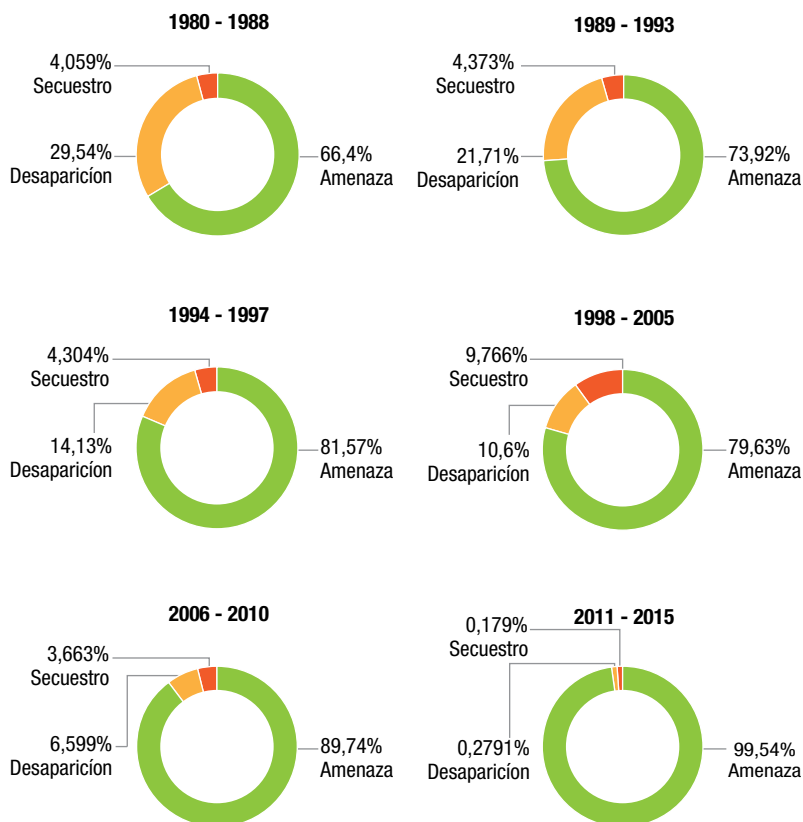 1980 - 1988
4,059%
Secuestro
29,54%
Desaparicíon
66,4%
Amenaza
1989 - 1993
4,373%
Secuestro
21,71%
Desaparicíon
73,92%
Amenaza
1994 - 1997
4,304%
Secuestro
14,13%
Desaparicíon
81,57%
Amenaza
1998 - 2005
9,766%
Secuestro
10,6%
Desaparicíon
79,63%
Amenaza
2006 - 2010
3,663%
Secuestro
6,599%
Desaparicíon
89,74%
Amenaza
2011 - 2015
0,179%
Secuestro
0,2791%
Desaparicíon
99,54%
Amenaza